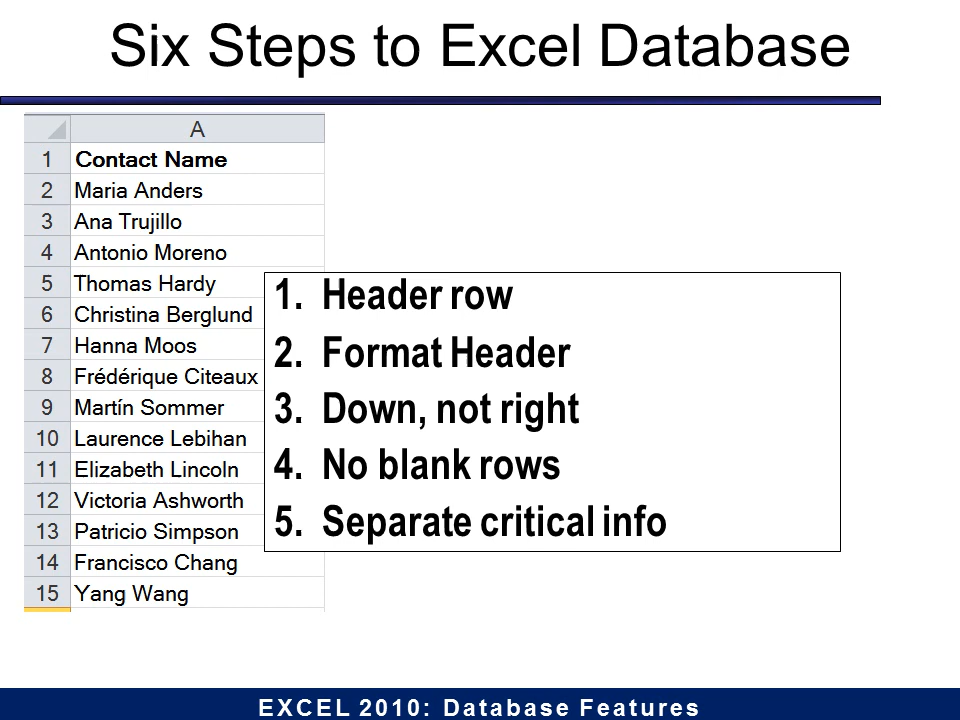 Six Steps to Excel Database
A
1 Contact Name
2 Maria Anders
3 Ana Trujillo
4 Antonio Moreno
5 Thomas Hardy
6 Christina Berglund
7 Hanna Moos
8 Frédérique Citeaux
9 Martín Sommer
10 Laurence Lebihan
11 Elizabeth Lincoln
12 Victoria Ashworth
13 Patricio Simpson
14 Francisco Chang
15 Yang Wang
1. Header row
2. Format Header
3. Down, not right
4. No blank rows
5. Separate critical info
EXCEL 2010: Database Features